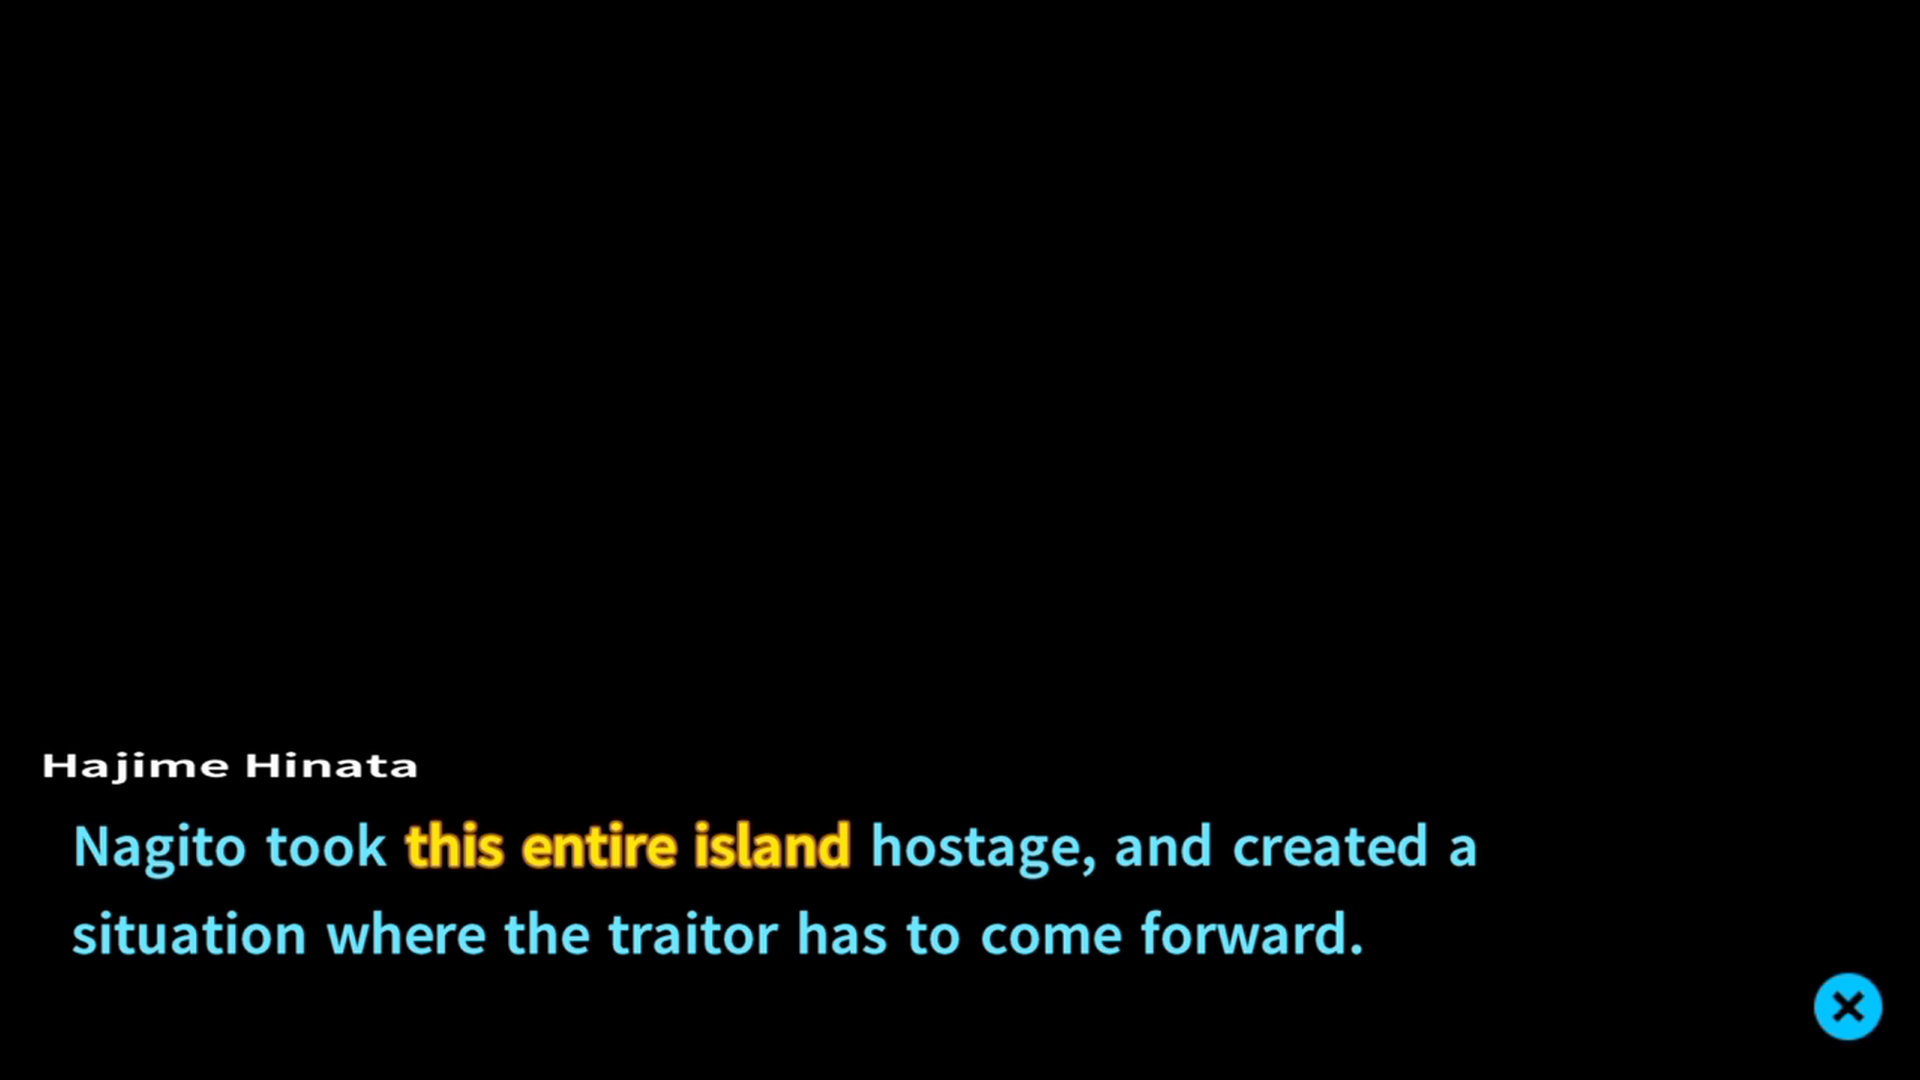 Hajime Hinata
Nagito took this entire island hostage, and created a
situation where the traitor has to come forward.